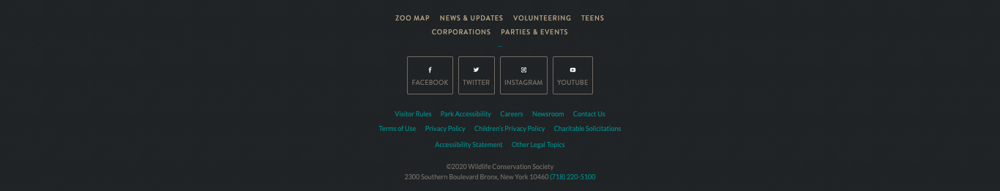 ZOO MAP NEWS & UPDATES VOLUNTEERING TEENS
CORPORATIONS PARTIES & EVENTS
FACEBOOK TWITTER INSTAGRAM YOUTUBE
Visitor Rules Park Accessibility Careers Newsroom Contact Us
Terms of Use Privacy Policy Children's Privacy Policy Charitable Solicitations
Accessibility Statement Other Legal Topics
©2020 Wildlife Conservation Society
2300 Southern Boulevard Bronx, New York 10460 (718) 220-5100